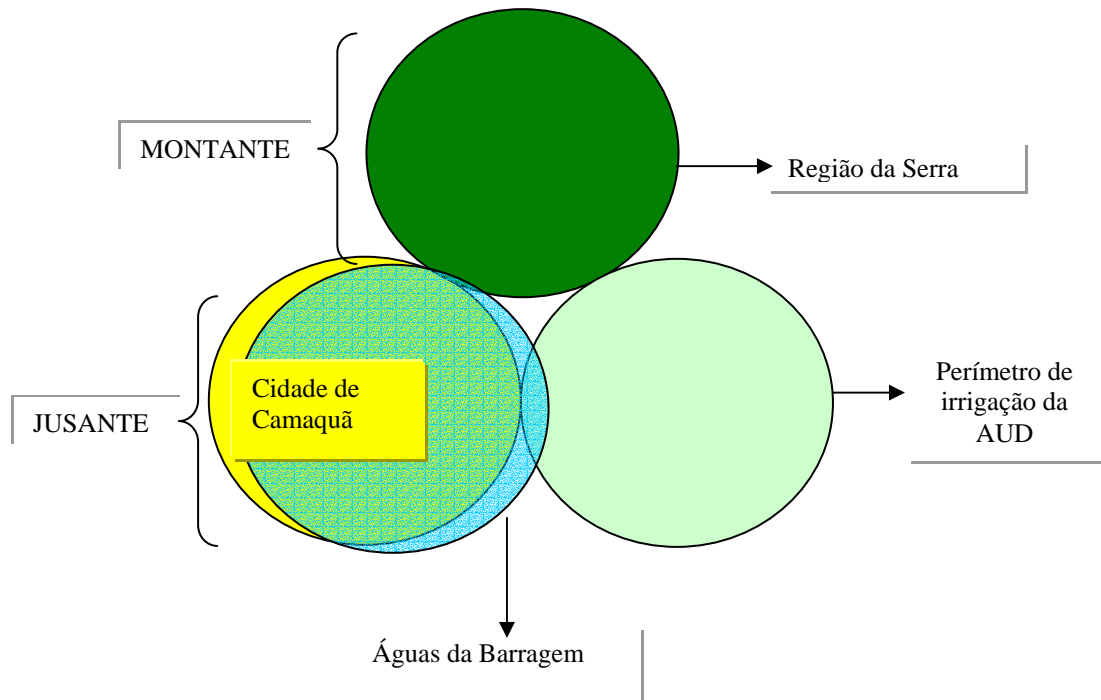 MONTANTE
Região da Serra
Cidade de
Camaquã
JUSANTE
Perímetro de
irrigação da
AUD
Águas da Barragem